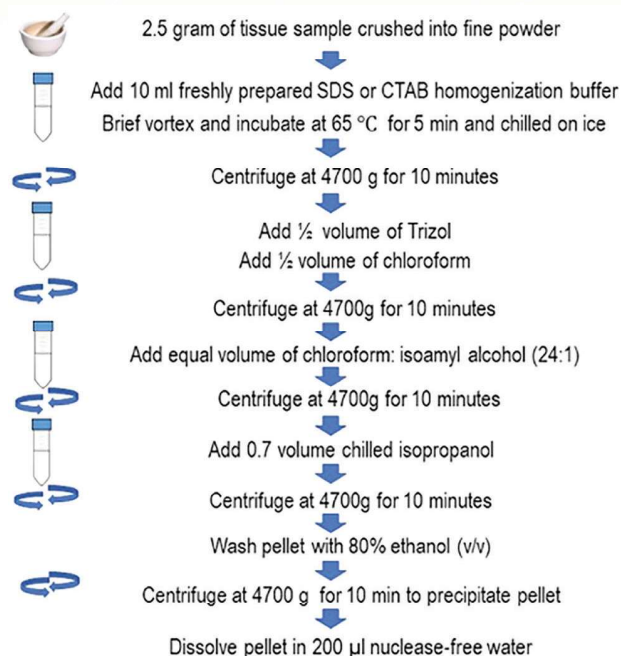 2.5 gram of tissue sample crushed into fine powder
Add 10 ml freshly prepared SDS or CTAB homogenization buffer
Brief vortex and incubate at 65 °C for 5 min and chilled on ice
Centrifuge at 4700 g for 10 minutes
Add ½ volume of Trizol
Add ½ volume of chloroform
Centrifuge at 4700g for 10 minutes
Add equal volume of chloroform: isoamyl alcohol (24:1)
Centrifuge at 4700g for 10 minutes
Add 0.7 volume chilled isopropanol
Centrifuge at 4700g for 10 minutes
Wash pellet with 80% ethanol (v/v)
Centrifuge at 4700 g for 10 min to precipitate pellet
Dissolve pellet in 200 µl nuclease-free water